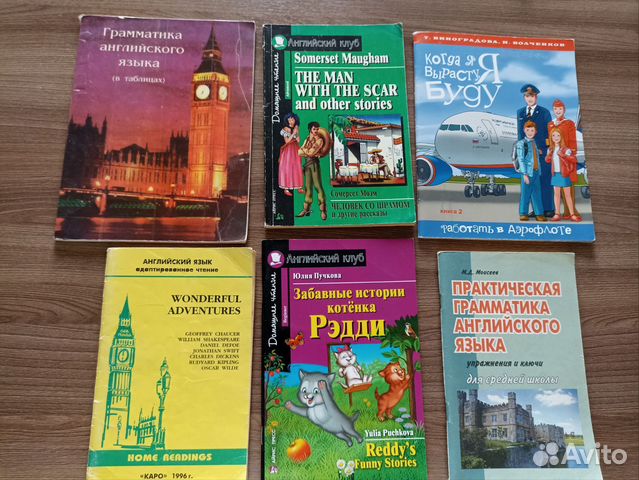 Грамматика
английского
языка
(в таблицах)
Английский клуб
Домашнее чтение
Somerset Maugham
THE MAN
WITH THE SCAR
and other stories
Сомерсет Моэм
ЧЕЛОВЕК СО ШРАМОМ
и другие рассказы
Т. ВИНОГРАДОВА, Н. ВОЛЧЕНКОВ
Когда я
вырасту, Я
БУДУ
книга 2
работать в Аэрофлоте
АНГЛИЙСКИЙ ЯЗЫК
адаптированное чтение
WONDERFUL
ADVENTURES
GEOFFREY CHAUCER
WILLIAM SHAKESPEARE
DANIEL DEFOE
JONATHAN SWIFT
CHARLES DICKENS
RUDYARD KIPLING
OSCAR WILDE
HOME READINGS
«КАРО» 1996 г.
Английский клуб
Домашнее чтение
Юлия Пучкова
Забавные истории
котёнка
Рэдди
АЙРИС ПРЕСС
Yulia Puchkova
Reddy's
Funny Stories
М.Д. Моисеев
ПРАКТИЧЕСКАЯ
ГРАММАТИКА
АНГЛИЙСКОГО
ЯЗЫКА
упражнения и ключи
для средней школы
Avito